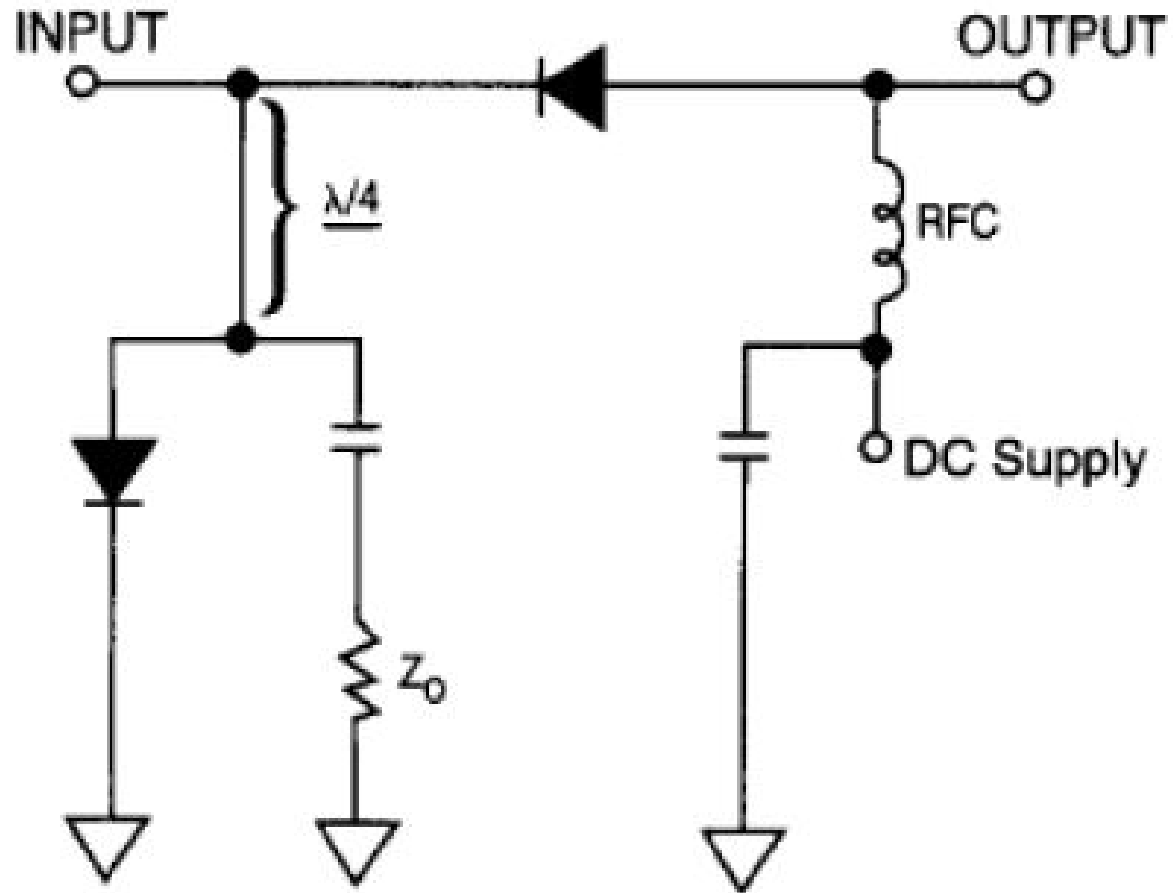 INPUT
OUTPUT
λ/4
RFC
DC Supply
Z₀